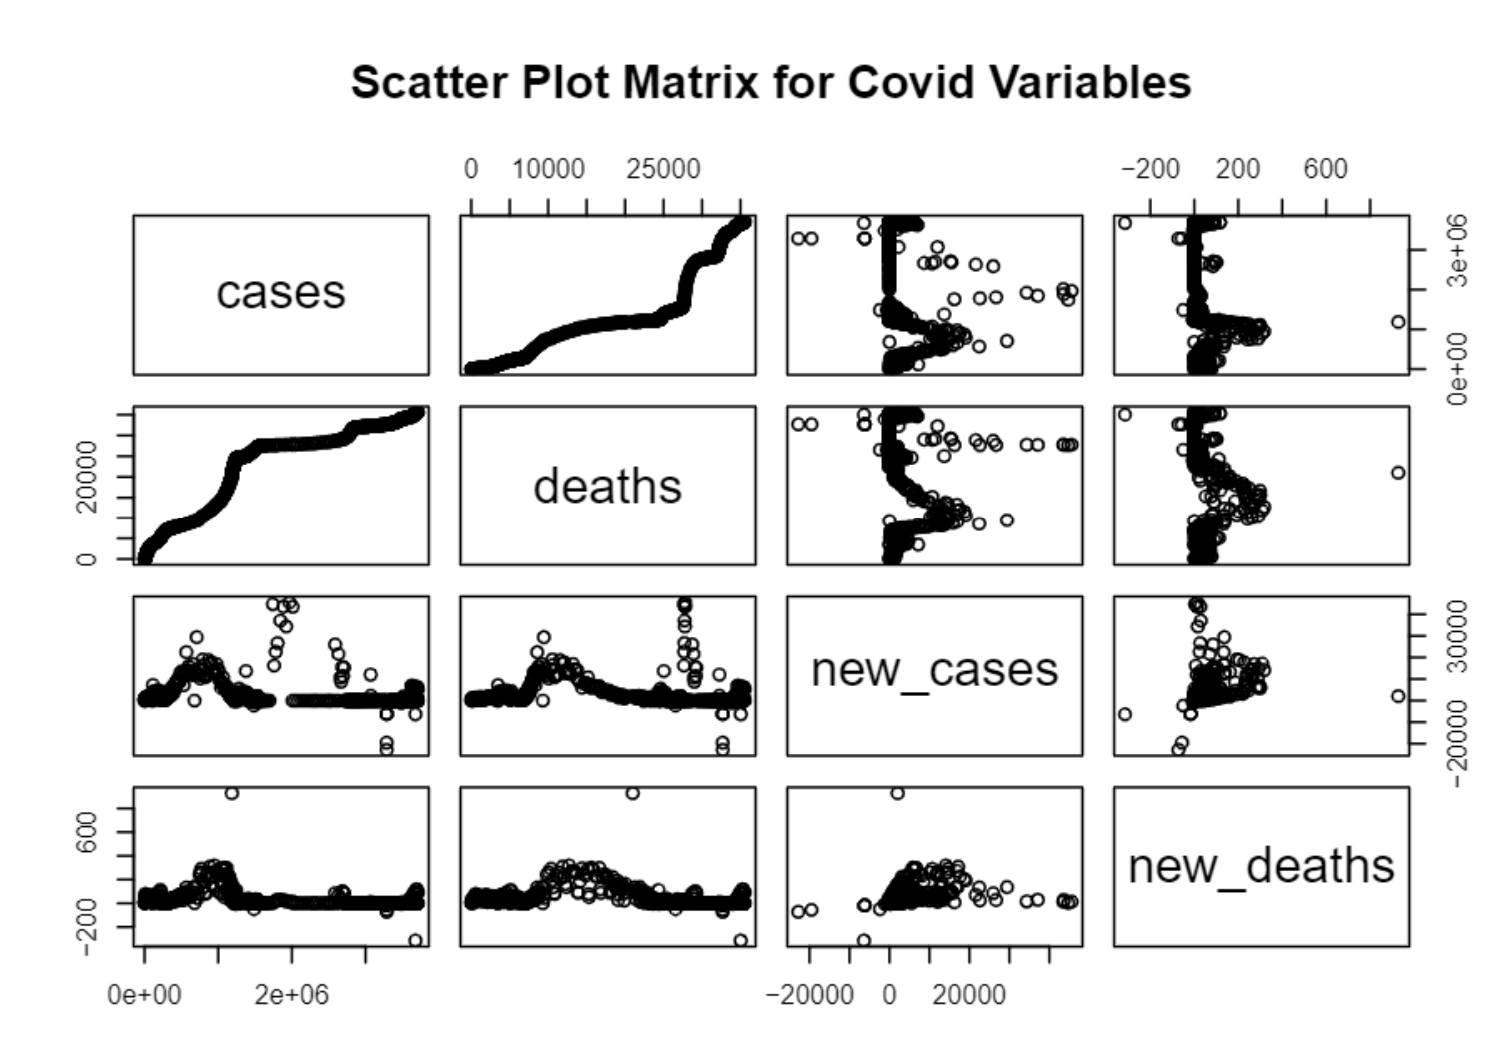 Scatter Plot Matrix for Covid Variables
0 10000 25000 −200 200 600
cases
0e+00 3e+06
deaths
0 20000
new_cases
−20000 0 30000
new_deaths
−200 600
0e+00 2e+06 −20000 0 20000